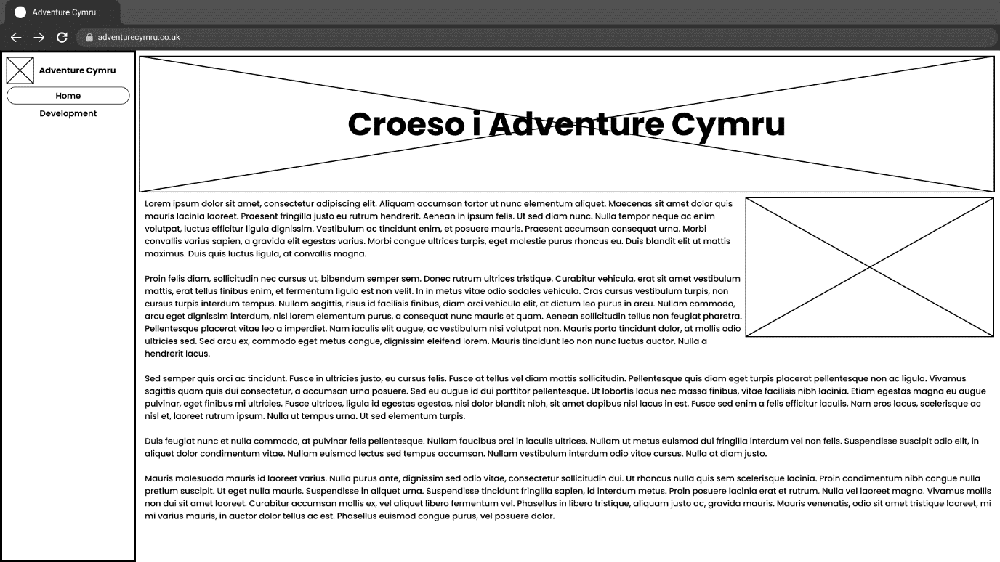 Adventure Cymru
adventurecymru.co.uk
Adventure Cymru
Home
Development
Croeso i Adventure Cymru
Lorem ipsum dolor sit amet, consectetur adipiscing elit. Aliquam accumsan tortor ut nunc elementum aliquet. Maecenas sit amet dolor quis
mauris lacinia laoreet. Praesent fringilla justo eu rutrum hendrerit. Aenean in ipsum felis. Ut sed diam nunc. Nulla tempor neque ac enim
volutpat, luctus efficitur ligula dignissim. Vestibulum ac tincidunt enim, et posuere mauris. Praesent accumsan consequat urna. Morbi
convallis varius sapien, a gravida elit egestas varius. Morbi congue ultrices turpis, eget molestie purus rhoncus eu. Duis blandit elit ut mattis
maximus. Duis quis luctus ligula, at convallis magna.
Proin felis diam, sollicitudin nec cursus ut, bibendum semper sem. Donec rutrum ultrices tristique. Curabitur vehicula, erat sit amet vestibulum
mattis, erat tellus finibus enim, et fermentum ligula est non velit. In in metus vitae odio sodales vehicula. Cras cursus vestibulum turpis, non
cursus turpis interdum tempus. Nullam sagittis, risus id facilisis finibus, diam orci vehicula elit, at dictum leo purus in arcu. Nullam commodo,
arcu eget dignissim interdum, nisl lorem elementum purus, a consequat nunc mauris et quam. Aenean sollicitudin tellus non feugiat pharetra.
Pellentesque placerat vitae leo a imperdiet. Nam iaculis elit augue, ac vestibulum nisi volutpat non. Mauris porta tincidunt dolor, at mollis odio
ultricies sed. Sed arcu ex, commodo eget metus congue, dignissim eleifend lorem. Mauris tincidunt leo non nunc luctus auctor. Nulla a
hendrerit lacus.
Sed semper quis orci ac tincidunt. Fusce in ultricies justo, eu cursus felis. Fusce at tellus vel diam mattis sollicitudin. Pellentesque quis diam eget turpis placerat pellentesque non ac ligula. Vivamus
sagittis quam quis dui consectetur, a accumsan urna posuere. Sed eu augue id dui porttitor pellentesque. Ut lobortis lacus nec massa finibus, vitae facilisis nibh lacinia. Etiam egestas magna eu augue
pulvinar, eget finibus mi ultricies. Fusce ultrices, ligula id egestas egestas, nisi dolor blandit nibh, sit amet dapibus nisl lacus in est. Fusce sed enim a felis efficitur iaculis. Nam eros lacus, scelerisque ac
nisl et, laoreet rutrum ipsum. Nulla ut tempus urna. Ut sed elementum turpis.
Duis feugiat nunc et nulla commodo, at pulvinar felis pellentesque. Nullam faucibus orci in iaculis ultrices. Nullam ut metus euismod dui fringilla interdum vel non felis. Suspendisse suscipit odio elit, in
aliquet dolor condimentum vitae. Nullam euismod lectus sed tempus accumsan. Nullam vestibulum interdum odio vitae cursus. Nulla at diam justo.
Mauris malesuada mauris id laoreet varius. Nulla purus ante, dignissim sed odio vitae, consectetur sollicitudin dui. Ut rhoncus nulla quis sem scelerisque lacinia. Proin condimentum nibh congue nulla
pretium suscipit. Ut eget nulla mauris. Suspendisse in aliquet urna. Suspendisse tincidunt fringilla sapien, id interdum metus. Proin posuere lacinia erat et rutrum. Nulla vel laoreet magna. Vivamus mollis
non dui sit amet laoreet. Curabitur accumsan mollis ex, vel aliquet libero fermentum vel. Phasellus in libero tristique, aliquam justo ac, gravida mauris. Mauris venenatis, odio sit amet tristique laoreet, mi
mi varius mauris, in auctor dolor tellus ac est. Phasellus euismod congue purus, vel posuere dolor.